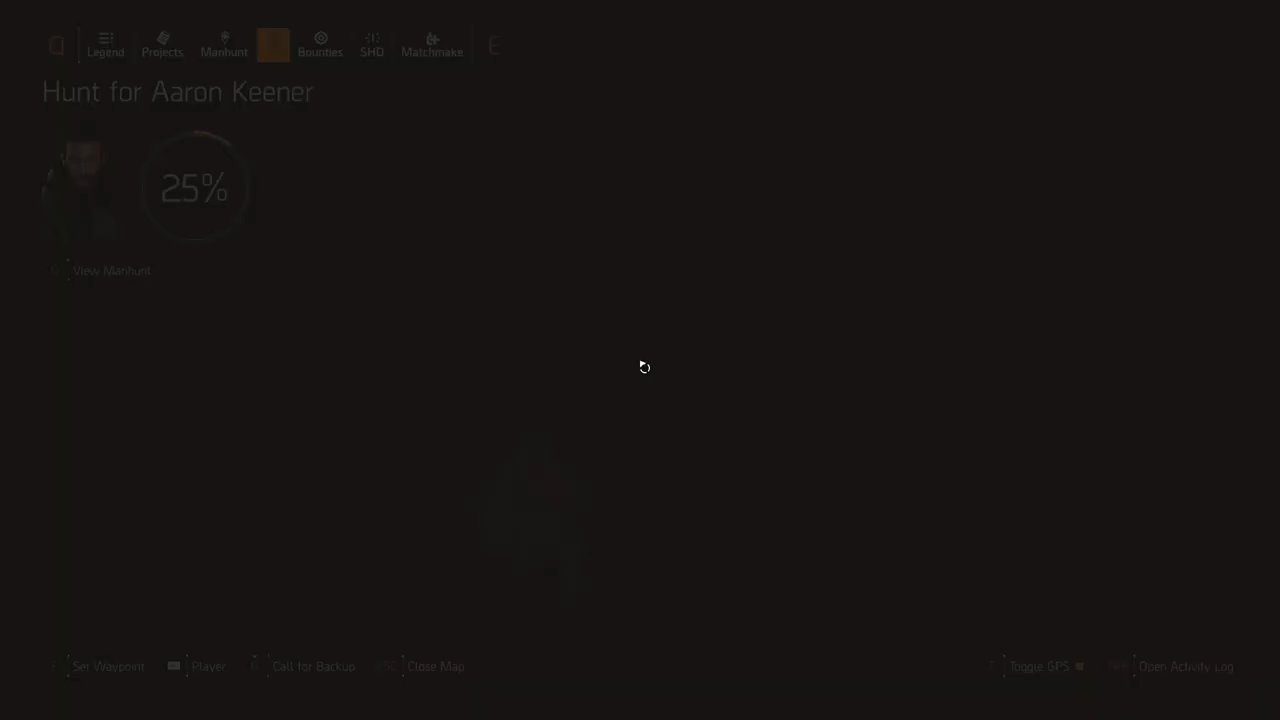 Q Legend Projects Manhunt Bounties SHD Matchmake E
Hunt for Aaron Keener
25%
View Manhunt
Set Waypoint Player Call for Backup Close Map Toggle GPS Open Activity Log